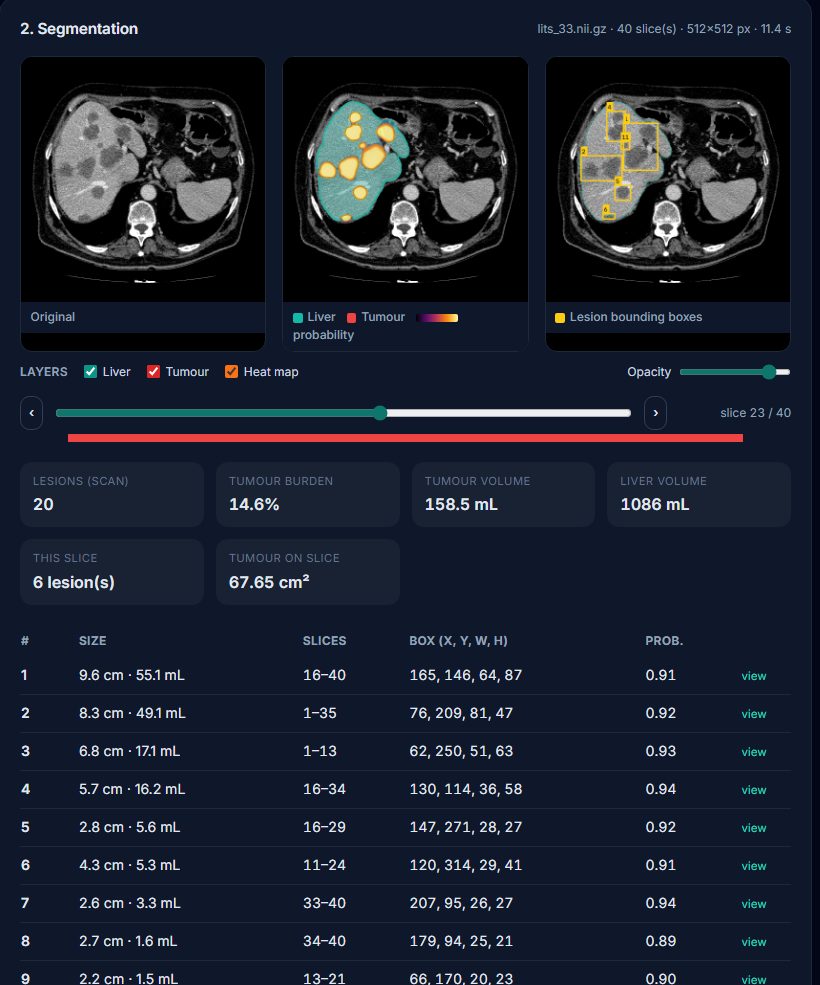 2. Segmentation
lits_33.nii.gz · 40 slice(s) · 512×512 px · 11.4 s
4
1
11
2
5
6
Original
Liver Tumour
probability
Lesion bounding boxes
LAYERS Liver Tumour Heat map Opacity
‹ › slice 23 / 40
LESIONS (SCAN) TUMOUR BURDEN TUMOUR VOLUME LIVER VOLUME
20 14.6% 158.5 mL 1086 mL
THIS SLICE TUMOUR ON SLICE
6 lesion(s) 67.65 cm²
# SIZE SLICES BOX (X, Y, W, H) PROB.
1 9.6 cm · 55.1 mL 16–40 165, 146, 64, 87 0.91 view
2 8.3 cm · 49.1 mL 1–35 76, 209, 81, 47 0.92 view
3 6.8 cm · 17.1 mL 1–13 62, 250, 51, 63 0.93 view
4 5.7 cm · 16.2 mL 16–34 130, 114, 36, 58 0.94 view
5 2.8 cm · 5.6 mL 16–29 147, 271, 28, 27 0.92 view
6 4.3 cm · 5.3 mL 11–24 120, 314, 29, 41 0.91 view
7 2.6 cm · 3.3 mL 33–40 207, 95, 26, 27 0.94 view
8 2.7 cm · 1.6 mL 34–40 179, 94, 25, 21 0.89 view
9 2.2 cm · 1.5 mL 13–21 66, 170, 20, 23 0.90 view